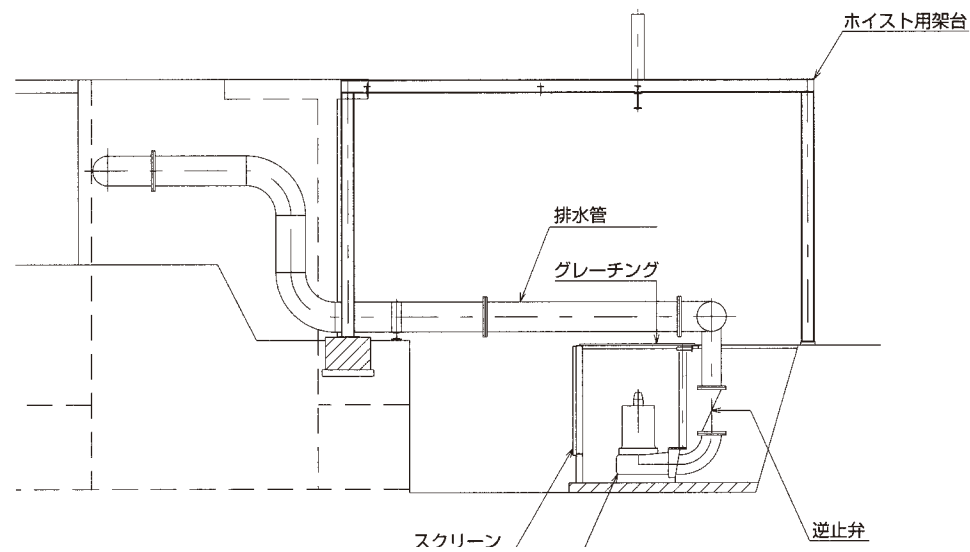 ホイスト用架台
排水管
グレーチング
スクリーン
逆止弁